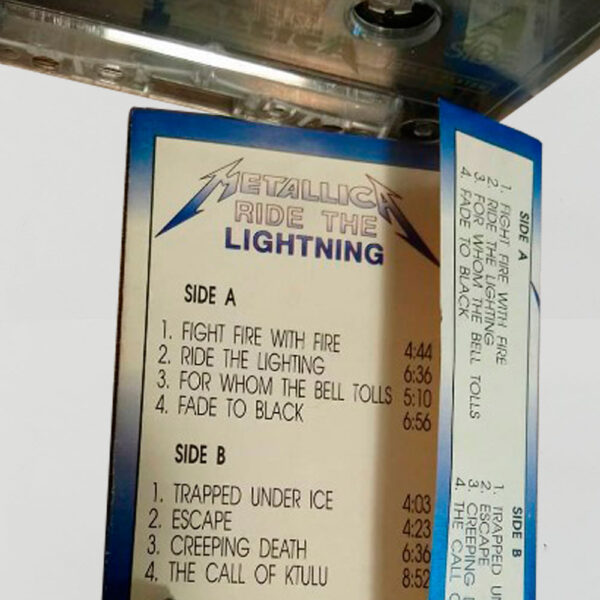 METALLICA
RIDE THE
LIGHTNING
SIDE A
1. FIGHT FIRE WITH FIRE 4:44
2. RIDE THE LIGHTING 6:36
3. FOR WHOM THE BELL TOLLS 5:10
4. FADE TO BLACK 6:56
SIDE B
1. TRAPPED UNDER ICE 4:03
2. ESCAPE 4:23
3. CREEPING DEATH 6:36
4. THE CALL OF KTULU 8:52
SIDE A
1. FIGHT FIRE WITH FIRE
2. RIDE THE LIGHTING
3. FOR WHOM THE BELL TOLLS
4. FADE TO BLACK
SIDE B
1. TRAPPED
2. ESCAPE
3. CREEPING
4. THE CALL